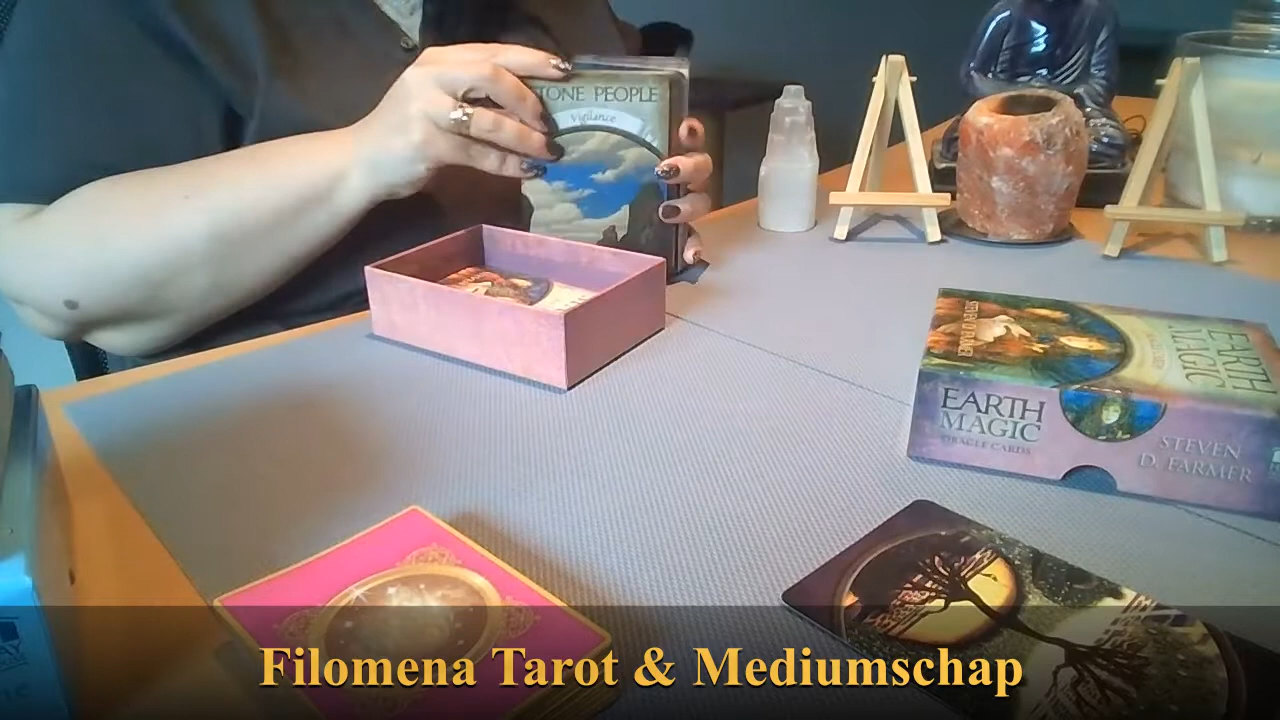 STONE PEOPLE
Vigilance
STEVEN D. FARMER
EARTH
MAGIC
EARTH
MAGIC
ORACLE CARDS
STEVEN
D. FARMER
Filomena Tarot & Mediumschap